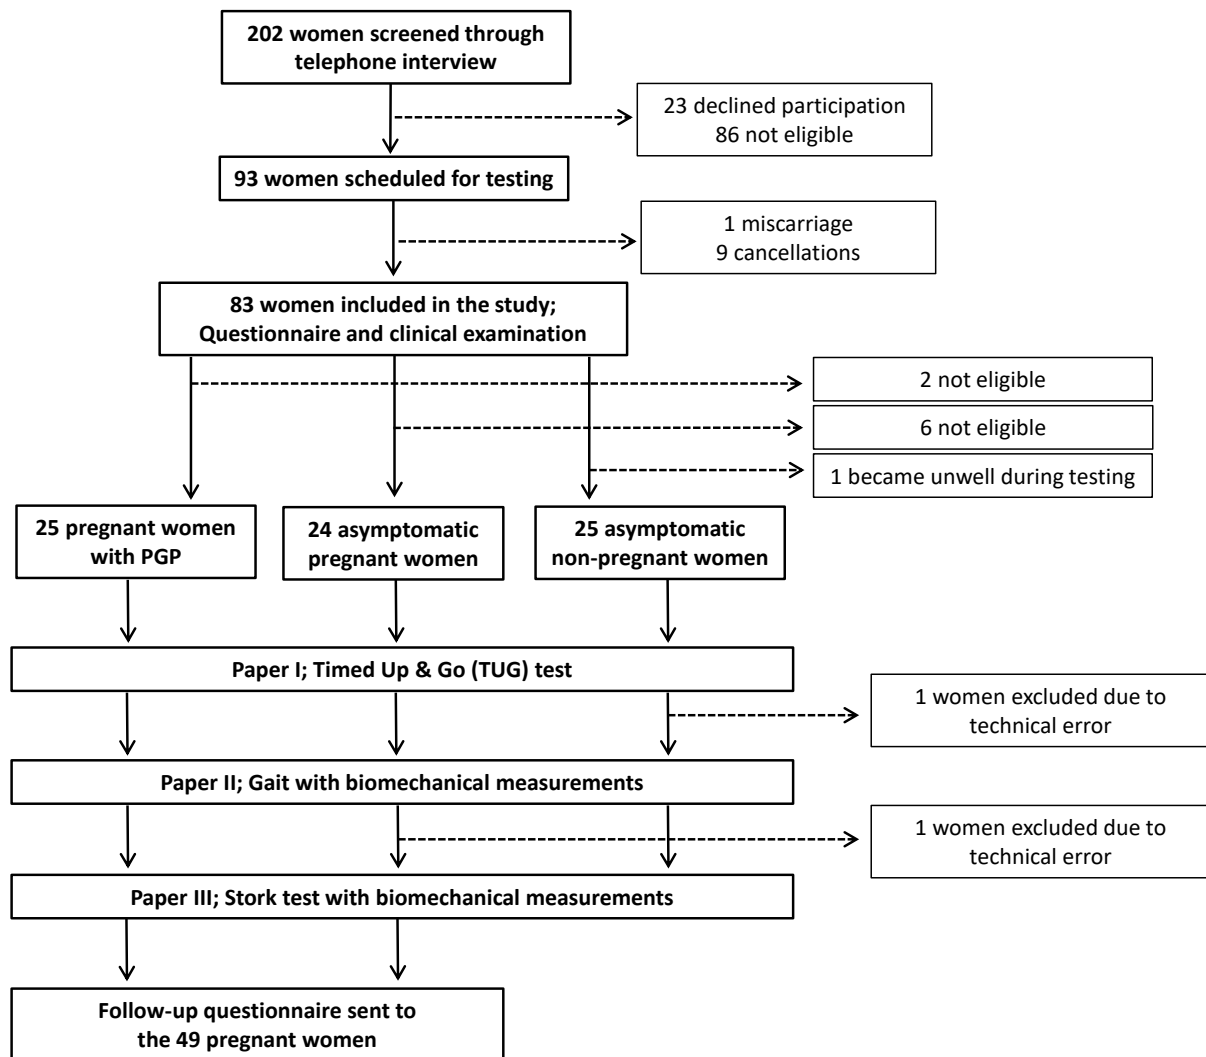 202 women screened through
telephone interview
23 declined participation
86 not eligible
93 women scheduled for testing
1 miscarriage
9 cancellations
83 women included in the study;
Questionnaire and clinical examination
2 not eligible
6 not eligible
1 became unwell during testing
25 pregnant women
with PGP
24 asymptomatic
pregnant women
25 asymptomatic
non-pregnant women
Paper I; Timed Up & Go (TUG) test
1 women excluded due to
technical error
Paper II; Gait with biomechanical measurements
1 women excluded due to
technical error
Paper III; Stork test with biomechanical measurements
Follow-up questionnaire sent to
the 49 pregnant women